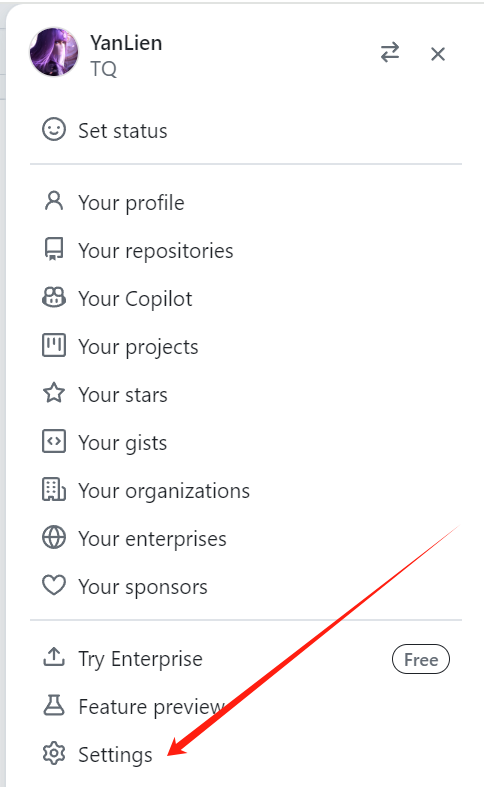 YanLien
TQ
Set status
Your profile
Your repositories
Your Copilot
Your projects
Your stars
Your gists
Your organizations
Your enterprises
Your sponsors
Try Enterprise Free
Feature preview
Settings